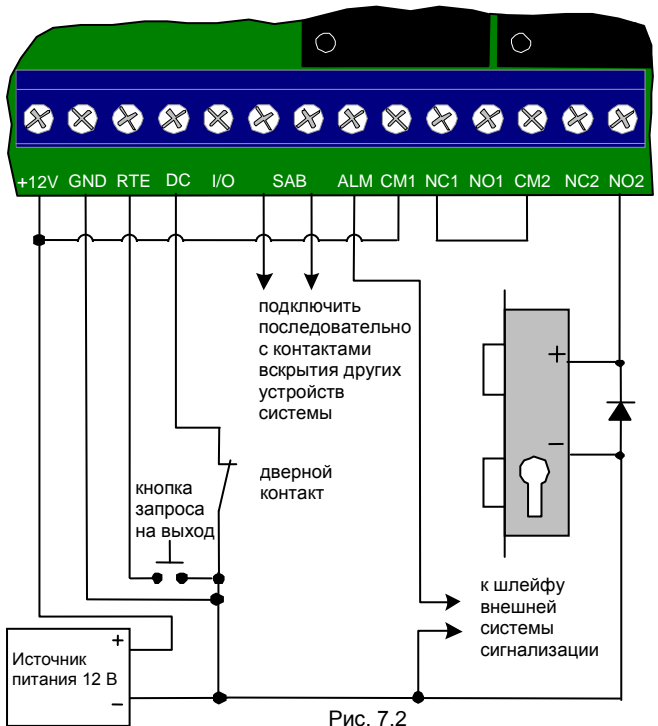 +12V GND RTE DC I/O SAB ALM CM1 NC1 NO1 CM2 NC2 NO2
подключить
последовательно
с контактами
вскрытия других
устройств
системы
+
−
дверной
контакт
кнопка
запроса
на выход
к шлейфу
внешней
системы
сигнализации
+
Источник
питания 12 В
−
Рис. 7.2